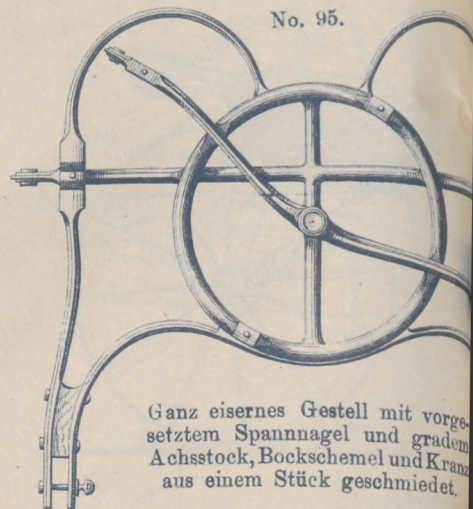 No. 95.
Ganz eisernes Gestell mit vorge-
setztem Spannnagel und gradem
Achsstock, Bockschemel und Kranz
aus einem Stück geschmiedet.